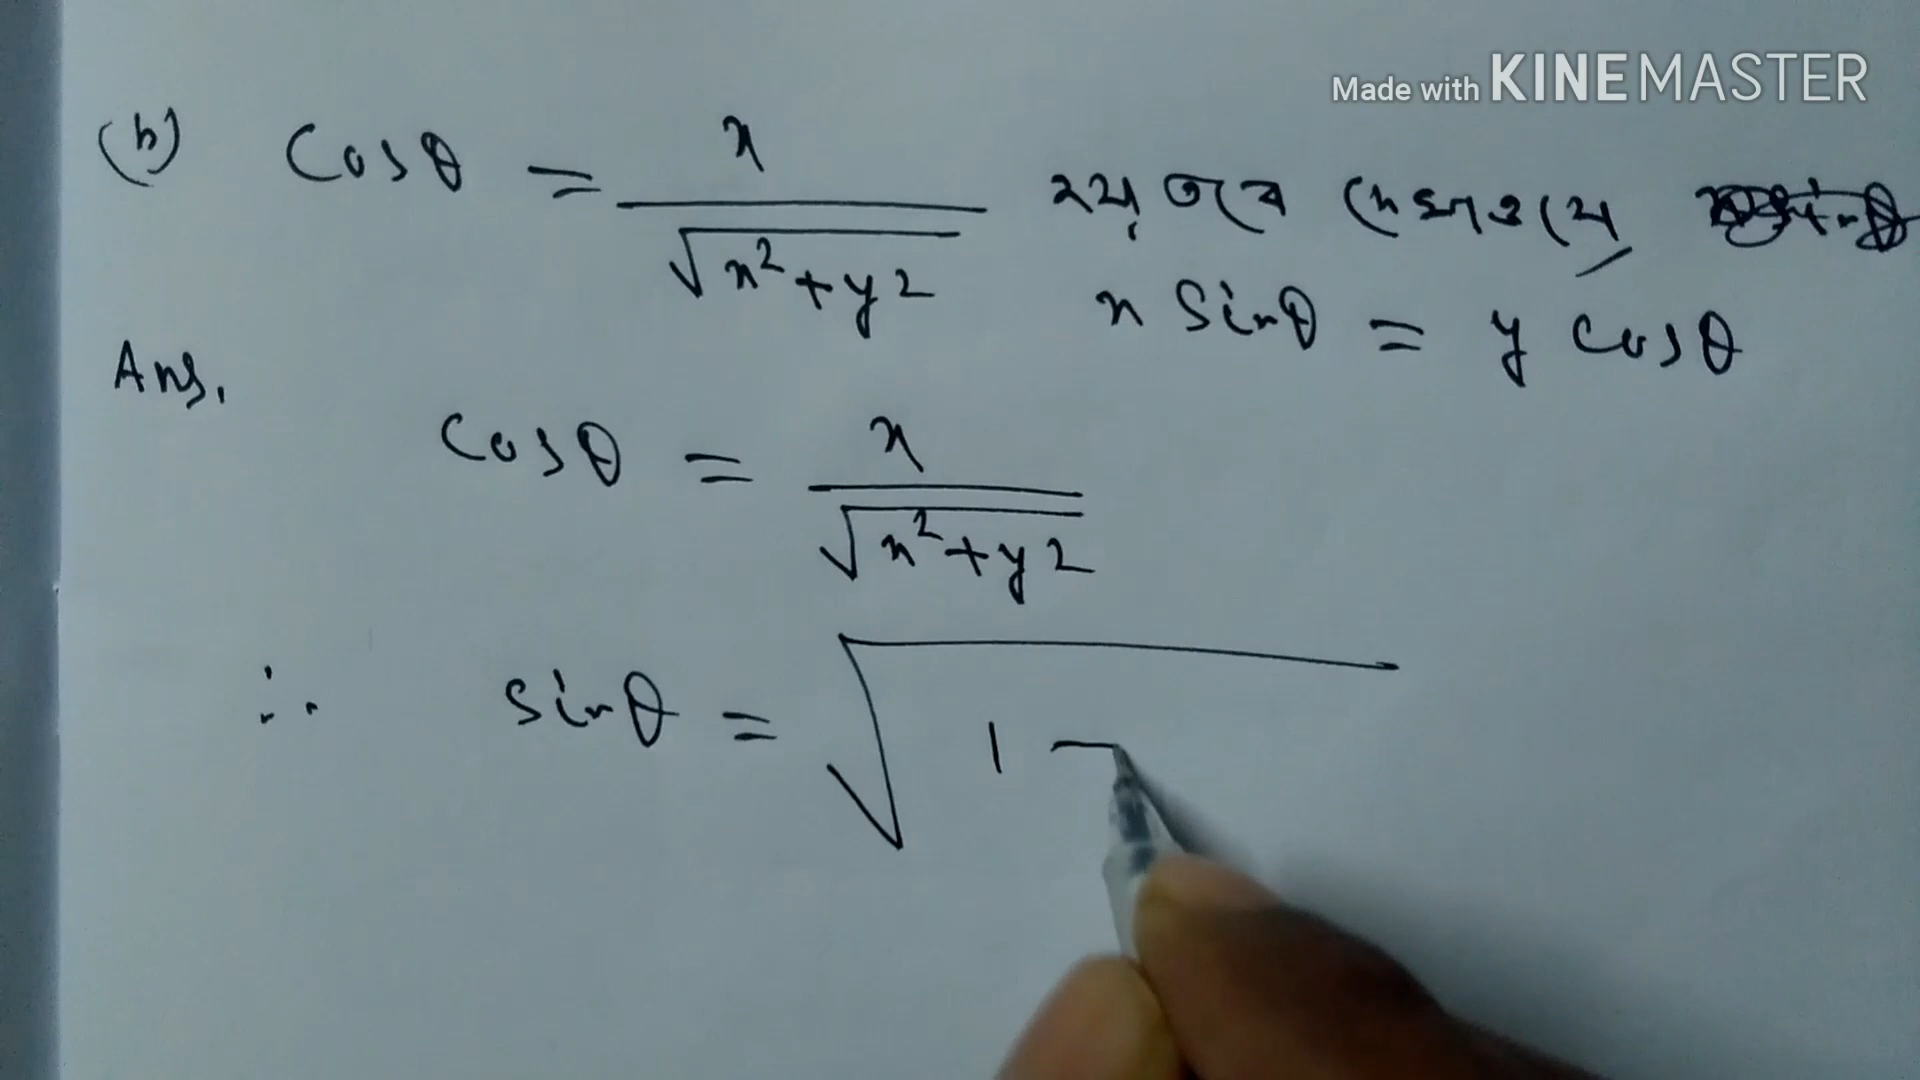 Made with KINEMASTER
(b) Cosθ = x / √x²+y² হয়, তবে দেখাও যে,
x Sinθ = y Cosθ
Ans.
Cosθ = x / √x²+y²
∴ Sinθ = √1 —